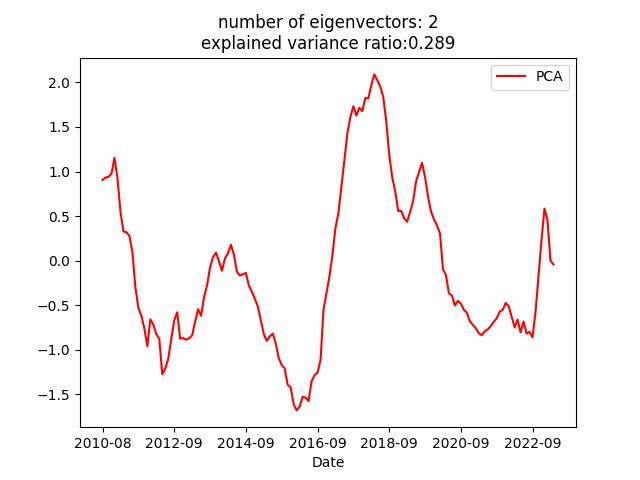 number of eigenvectors: 2
explained variance ratio:0.289
PCA
2.0
1.5
1.0
0.5
0.0
−0.5
−1.0
−1.5
2010-08 2012-09 2014-09 2016-09 2018-09 2020-09 2022-09
Date